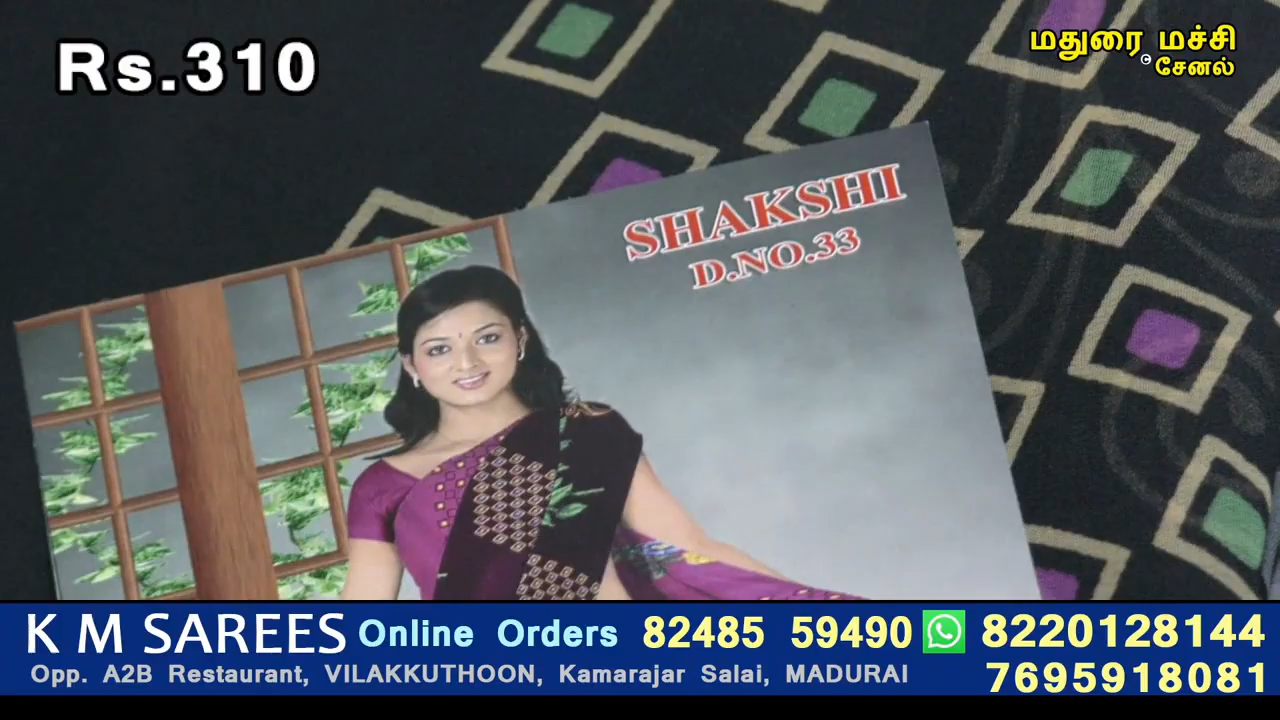 Rs.310
மதுரை மச்சி
© சேனல்
SHAKSHI
D.NO.33
K M SAREES Online Orders 82485 59490 8220128144
Opp. A2B Restaurant, VILAKKUTHOON, Kamarajar Salai, MADURAI 7695918081